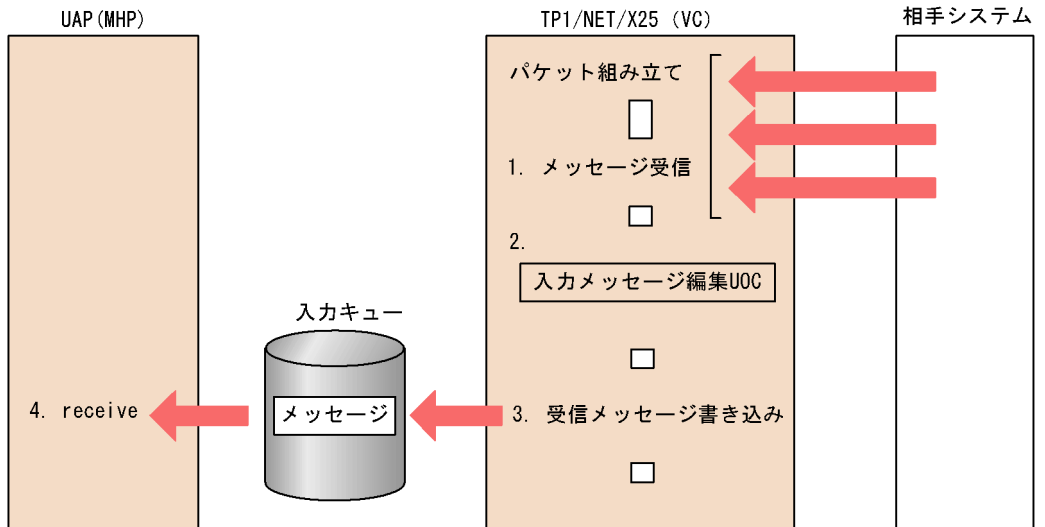 UAP(MHP)
TP1/NET/X25 (VC)
相手システム
パケット組み立て
1. メッセージ受信
2.
入力メッセージ編集UOC
入力キュー
メッセージ
3. 受信メッセージ書き込み
4. receive